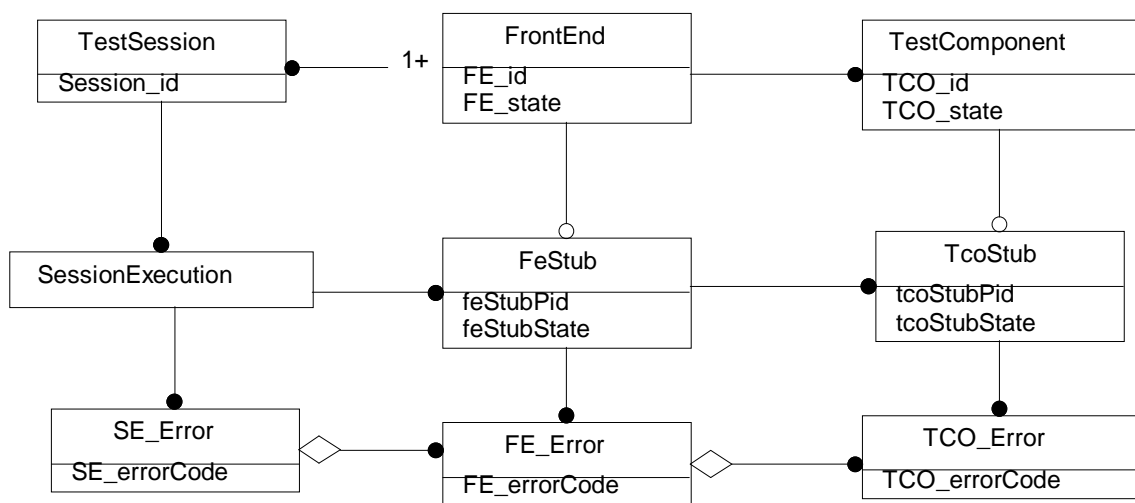 TestSession
Session_id
1+
FrontEnd
FE_id
FE_state
TestComponent
TCO_id
TCO_state
SessionExecution
FeStub
feStubPid
feStubState
TcoStub
tcoStubPid
tcoStubState
SE_Error
SE_errorCode
FE_Error
FE_errorCode
TCO_Error
TCO_errorCode